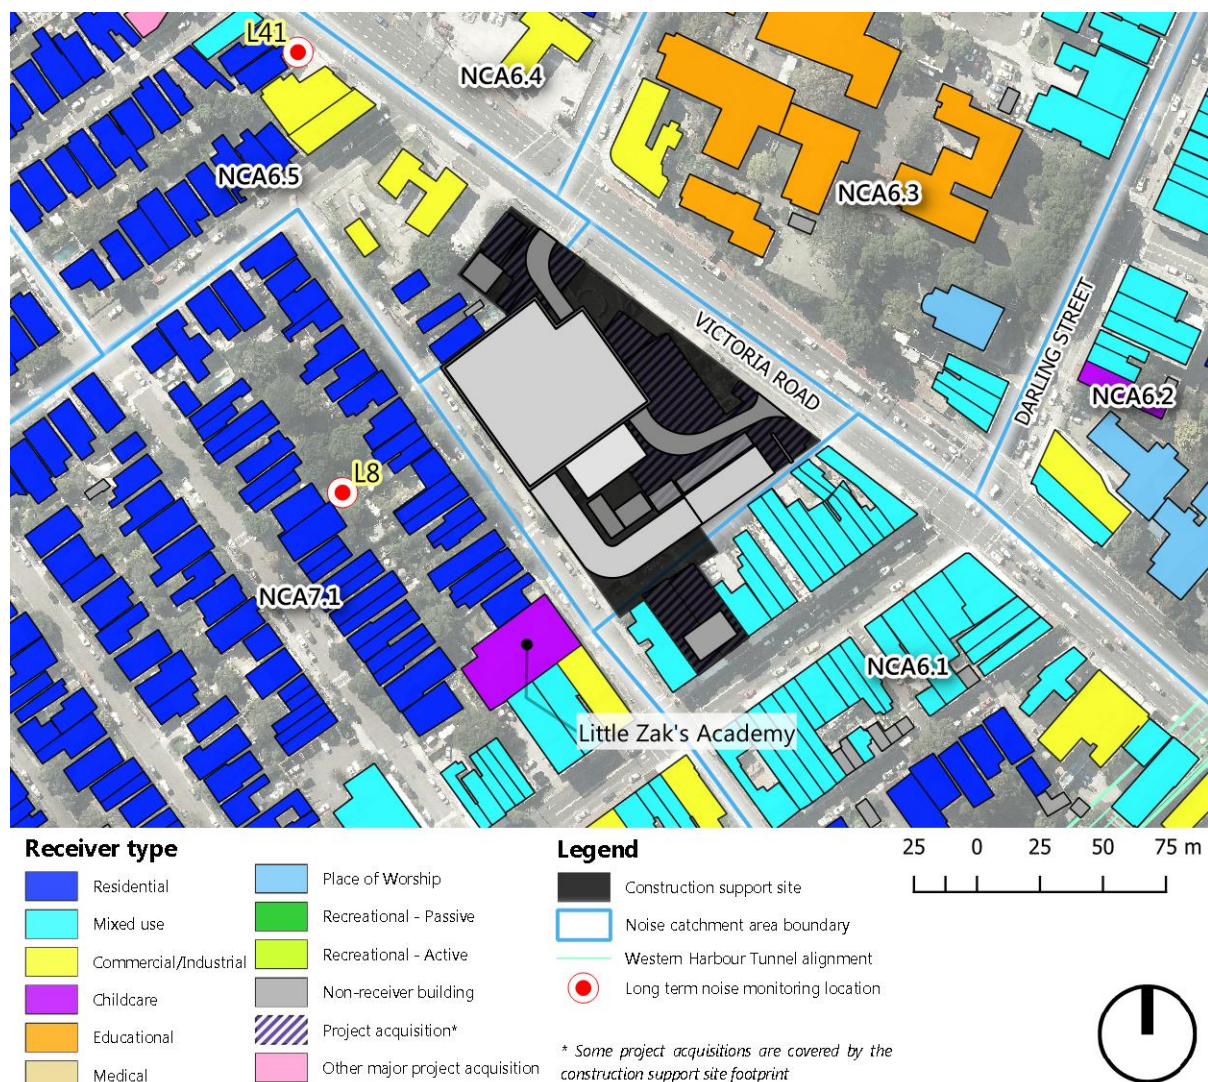 L41
NCA6.4
NCA6.5
NCA6.3
VICTORIA ROAD
DARLING STREET
NCA6.2
L8
NCA7.1
NCA6.1
Little Zak's Academy
Receiver type
Residential
Mixed use
Commercial/Industrial
Childcare
Educational
Medical
Place of Worship
Recreational - Passive
Recreational - Active
Non-receiver building
Project acquisition*
Other major project acquisition
Legend
Construction support site
Noise catchment area boundary
Western Harbour Tunnel alignment
Long term noise monitoring location
* Some project acquisitions are covered by the
construction support site footprint
25 0 25 50 75 m